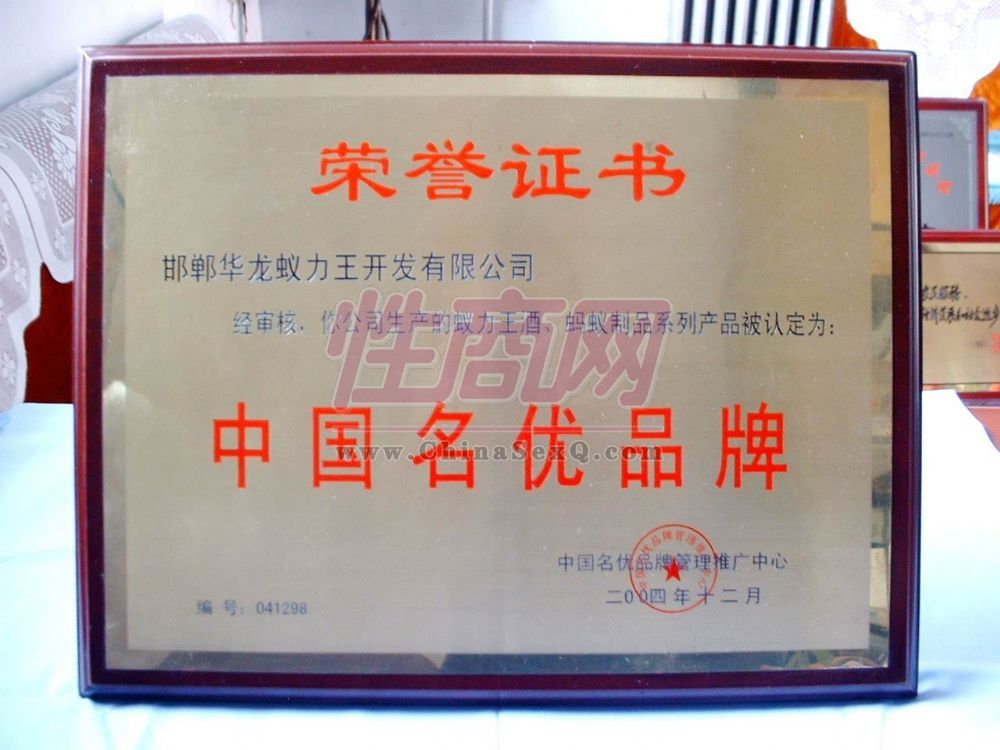 荣誉证书
邯郸华龙蚁力王开发有限公司
经审核，你公司生产的蚁力王酒、蚂蚁制品系列产品被认定为：
性商网
www.ChinaSexQ.com
中国名优品牌
中国名优品牌管理推广中心
二00四年十二月
编号：041298